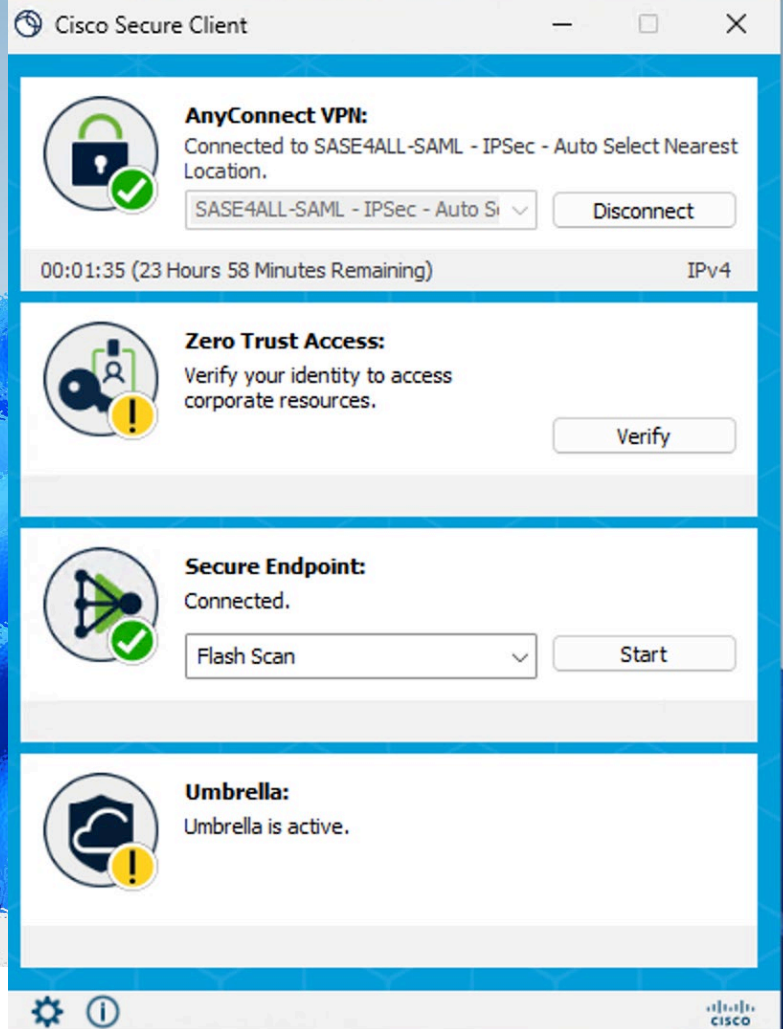 Cisco Secure Client
AnyConnect VPN:
Connected to SASE4ALL-SAML - IPSec - Auto Select Nearest
Location.
SASE4ALL-SAML - IPSec - Auto S
Disconnect
00:01:35 (23 Hours 58 Minutes Remaining)
IPv4
Zero Trust Access:
Verify your identity to access
corporate resources.
Verify
Secure Endpoint:
Connected.
Flash Scan
Start
Umbrella:
Umbrella is active.
CISCO